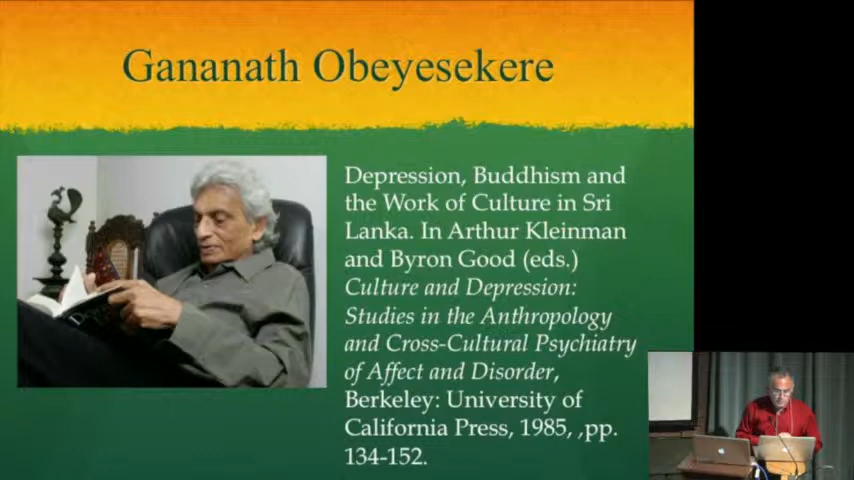 Gananath Obeyesekere
Depression, Buddhism and
the Work of Culture in Sri
Lanka. In Arthur Kleinman
and Byron Good (eds.)
Culture and Depression:
Studies in the Anthropology
and Cross-Cultural Psychiatry
of Affect and Disorder,
Berkeley: University of
California Press, 1985, ,pp.
134-152.